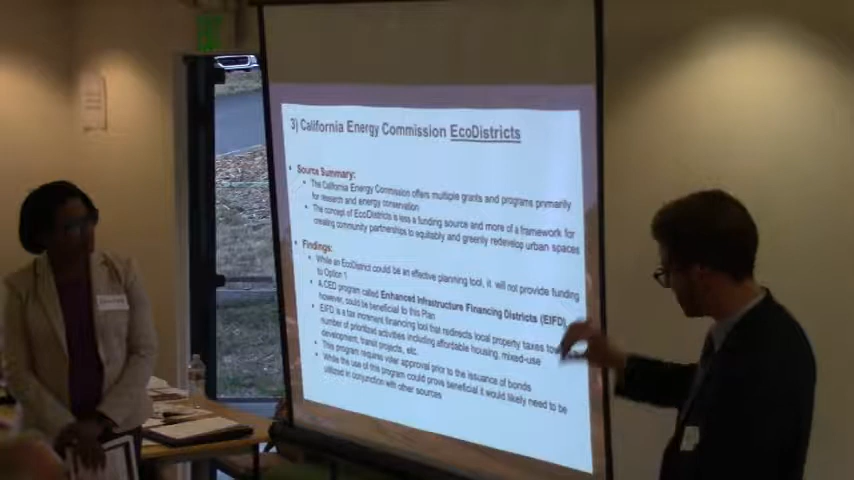 3) California Energy Commission EcoDistricts
• Source Summary:
• The California Energy Commission offers multiple grants and programs primarily
for research and energy conservation
• The concept of EcoDistricts is less a funding source and more of a framework for
creating community partnerships to equitably and greenly redevelop urban spaces
• Findings:
• While an EcoDistrict could be an effective planning tool, it will not provide funding
to Option 1
• A CED program called Enhanced Infrastructure Financing Districts (EIFD),
however, could be beneficial to this Plan
• EIFD is a tax increment financing tool that redirects local property taxes
number of prioritized activities including affordable housing, mixed-use
development, transit projects, etc.
• This program requires voter approval prior to the issuance of bonds
• While the use of this program could prove beneficial it would likely need to be
utilized in conjunction with other sources